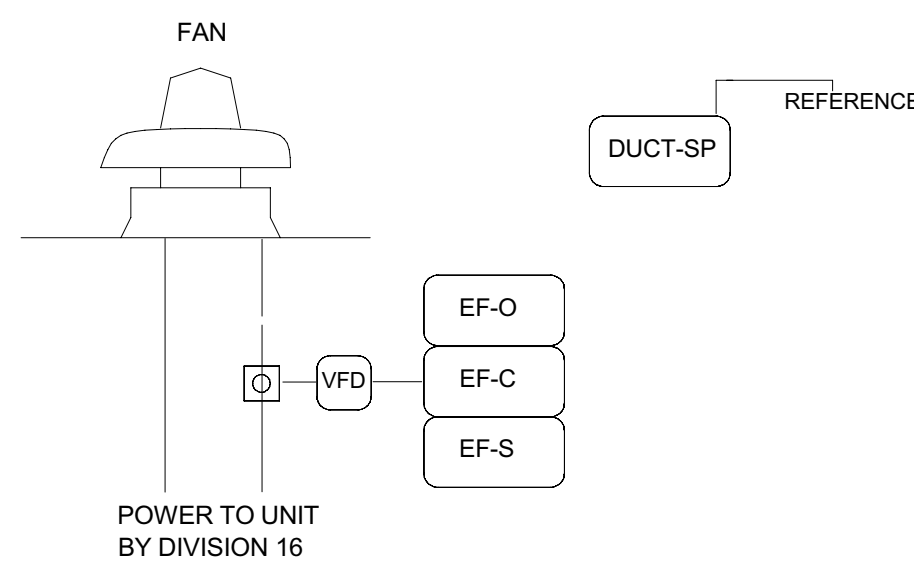 FAN
REFERENCE
DUCT-SP
EF-O
VFD
EF-C
EF-S
POWER TO UNIT
BY DIVISION 16